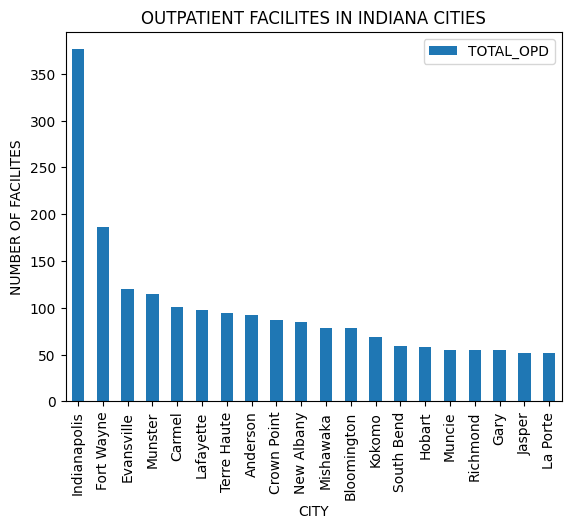 OUTPATIENT FACILITES IN INDIANA CITIES
TOTAL_OPD
NUMBER OF FACILITES
350
300
250
200
150
100
50
0
Indianapolis
Fort Wayne
Evansville
Munster
Carmel
Lafayette
Terre Haute
Anderson
Crown Point
New Albany
Mishawaka
Bloomington
Kokomo
South Bend
Hobart
Muncie
Richmond
Gary
Jasper
La Porte
CITY